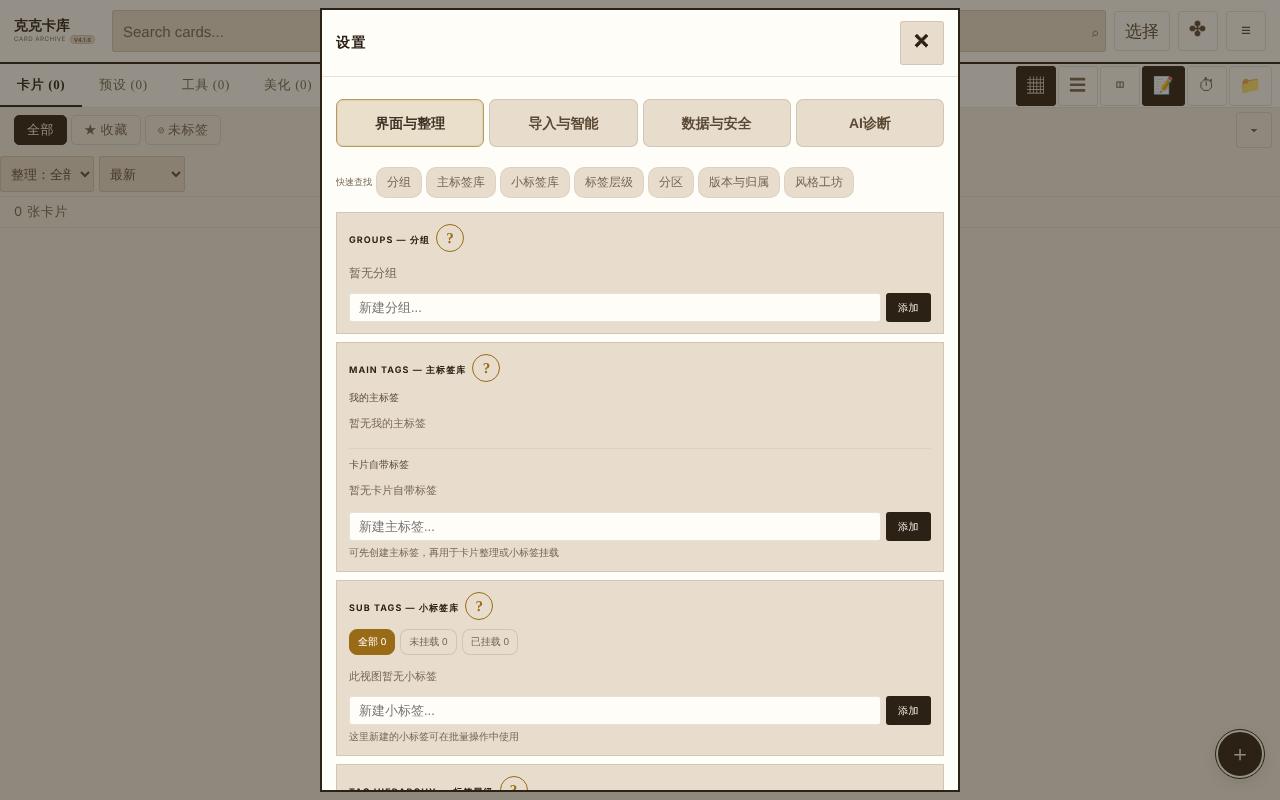 克克卡库
CARD ARCHIVE V4.1.6
Search cards...
选择
卡片 (0)
预设 (0)
工具 (0)
美化 (0)
全部
★ 收藏
未标签
整理：全部
最新
0 张卡片
设置
界面与整理
导入与智能
数据与安全
AI诊断
快速查找
分组
主标签库
小标签库
标签层级
分区
版本与归属
风格工坊
GROUPS — 分组 ?
暂无分组
新建分组...
添加
MAIN TAGS — 主标签库 ?
我的主标签
暂无我的主标签
卡片自带标签
暂无卡片自带标签
新建主标签...
添加
可先创建主标签，再用于卡片整理或小标签挂载
SUB TAGS — 小标签库 ?
全部 0
未挂载 0
已挂载 0
此视图暂无小标签
新建小标签...
添加
这里新建的小标签可在批量操作中使用
TAG HIERARCHY — 标签层级 ?